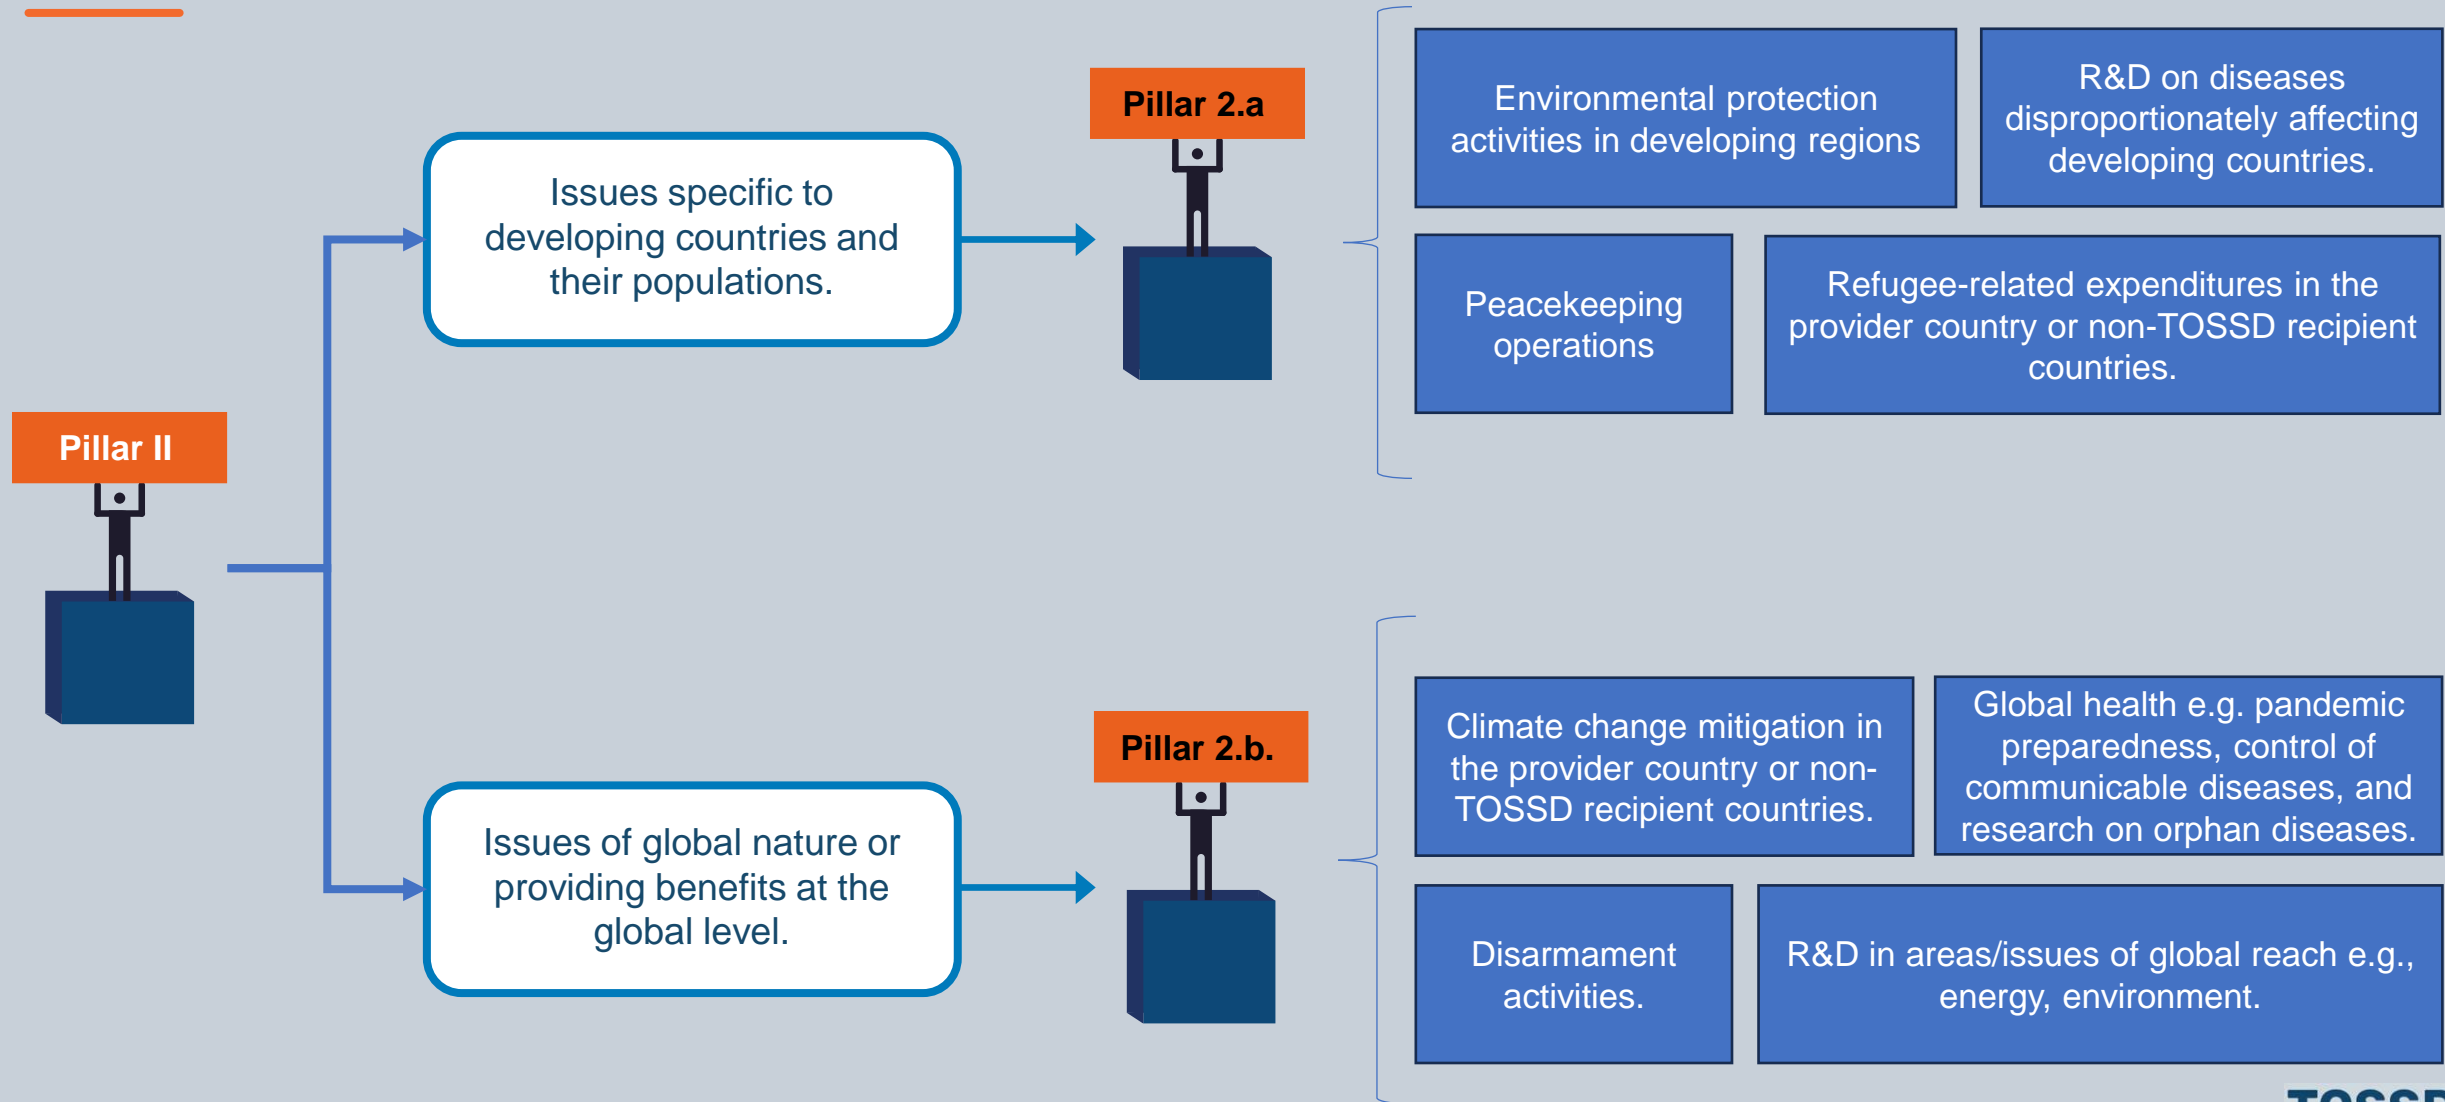 Pillar II
Issues specific to
developing countries and
their populations.
Pillar 2.a
Environmental protection
activities in developing regions
R&D on diseases
disproportionately affecting
developing countries.
Peacekeeping
operations
Refugee-related expenditures in the
provider country or non-TOSSD recipient
countries.
Issues of global nature or
providing benefits at the
global level.
Pillar 2.b.
Climate change mitigation in
the provider country or non-
TOSSD recipient countries.
Global health e.g. pandemic
preparedness, control of
communicable diseases, and
research on orphan diseases.
Disarmament
activities.
R&D in areas/issues of global reach e.g.,
energy, environment.
TOSSD